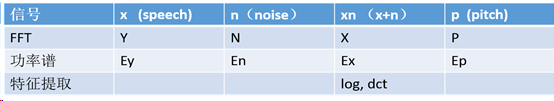 信号 x (speech) n（noise） xn （x+n） p (pitch)
FFT Y N X P
功率谱 Ey En Ex Ep
特征提取 log, dct